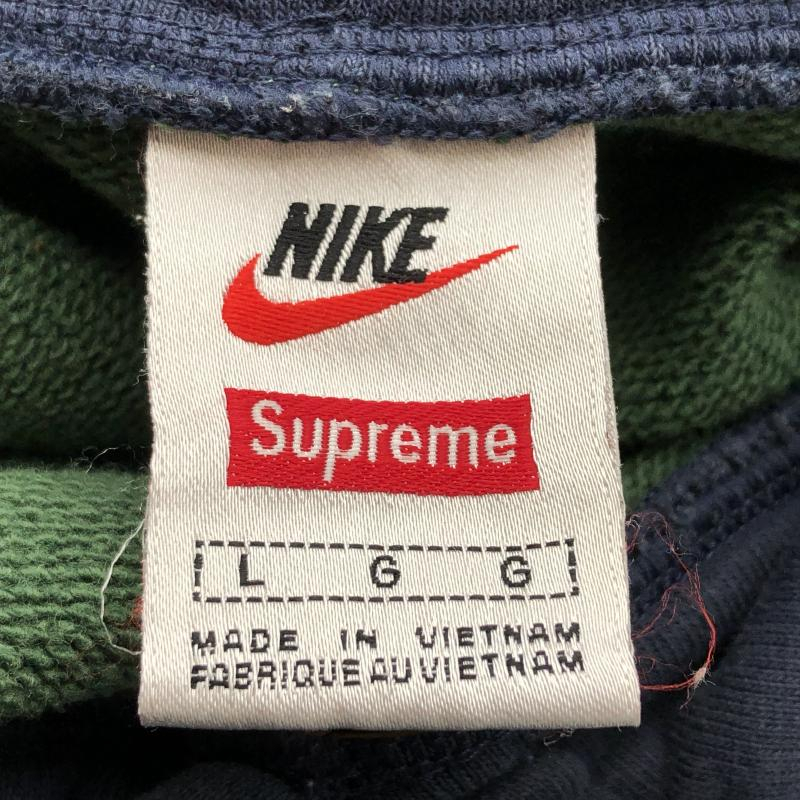 NIKE
Supreme
L G G
MADE IN VIETNAM
FABRIQUE AU VIETNAM